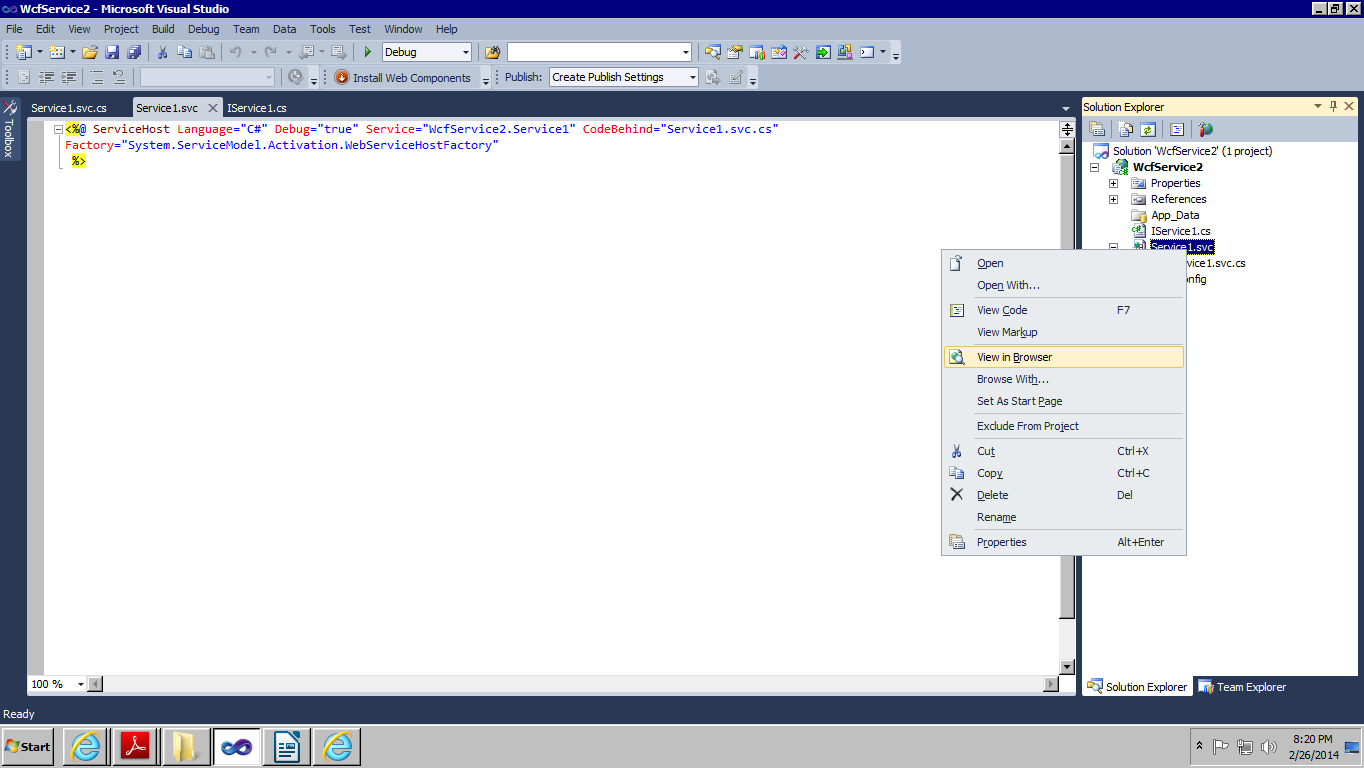 WcfService2 - Microsoft Visual Studio
File Edit View Project Build Debug Team Data Tools Test Window Help
Debug
Install Web Components Publish: Create Publish Settings
Toolbox
Service1.svc.cs Service1.svc IService1.cs
<%@ ServiceHost Language="C#" Debug="true" Service="WcfService2.Service1" CodeBehind="Service1.svc.cs"
Factory="System.ServiceModel.Activation.WebServiceHostFactory"
%>
100 %
Solution Explorer
Solution 'WcfService2' (1 project)
WcfService2
Properties
References
App_Data
IService1.cs
Service1.svc
vice1.svc.cs
nfig
Open
Open With...
View Code F7
View Markup
View in Browser
Browse With...
Set As Start Page
Exclude From Project
Cut Ctrl+X
Copy Ctrl+C
Delete Del
Rename
Properties Alt+Enter
Solution Explorer Team Explorer
Ready
Start
8:20 PM
2/26/2014